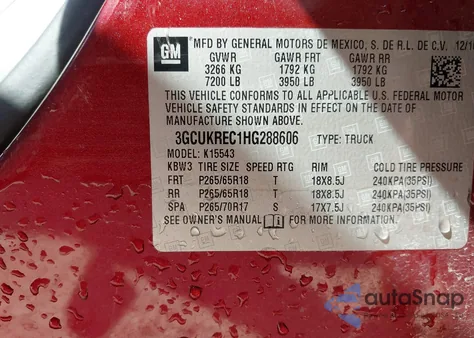 GM
MFD BY GENERAL MOTORS DE MEXICO, S. DE R.L. DE C.V. 12/1
GVWR GAWR FRT GAWR RR
3266 KG 1792 KG 1792 KG
7200 LB 3950 LB 3950 LB
THIS VEHICLE CONFORMS TO ALL APPLICABLE U.S. FEDERAL MOTOR
VEHICLE SAFETY STANDARDS IN EFFECT ON THE DATE OF
MANUFACTURE SHOWN ABOVE.
3GCUKREC1HG288606 TYPE: TRUCK
MODEL: K15543
KBW3 TIRE SIZE SPEED RTG RIM COLD TIRE PRESSURE
FRT P265/65R18 T 18X8.5J 240KPA(35PSI)
RR P265/65R18 T 18X8.5J 240KPA(35PSI)
SPA P265/70R17 S 17X7.5J 240KPA(35PSI)
SEE OWNER'S MANUAL FOR MORE INFORMATION.
autoSnap